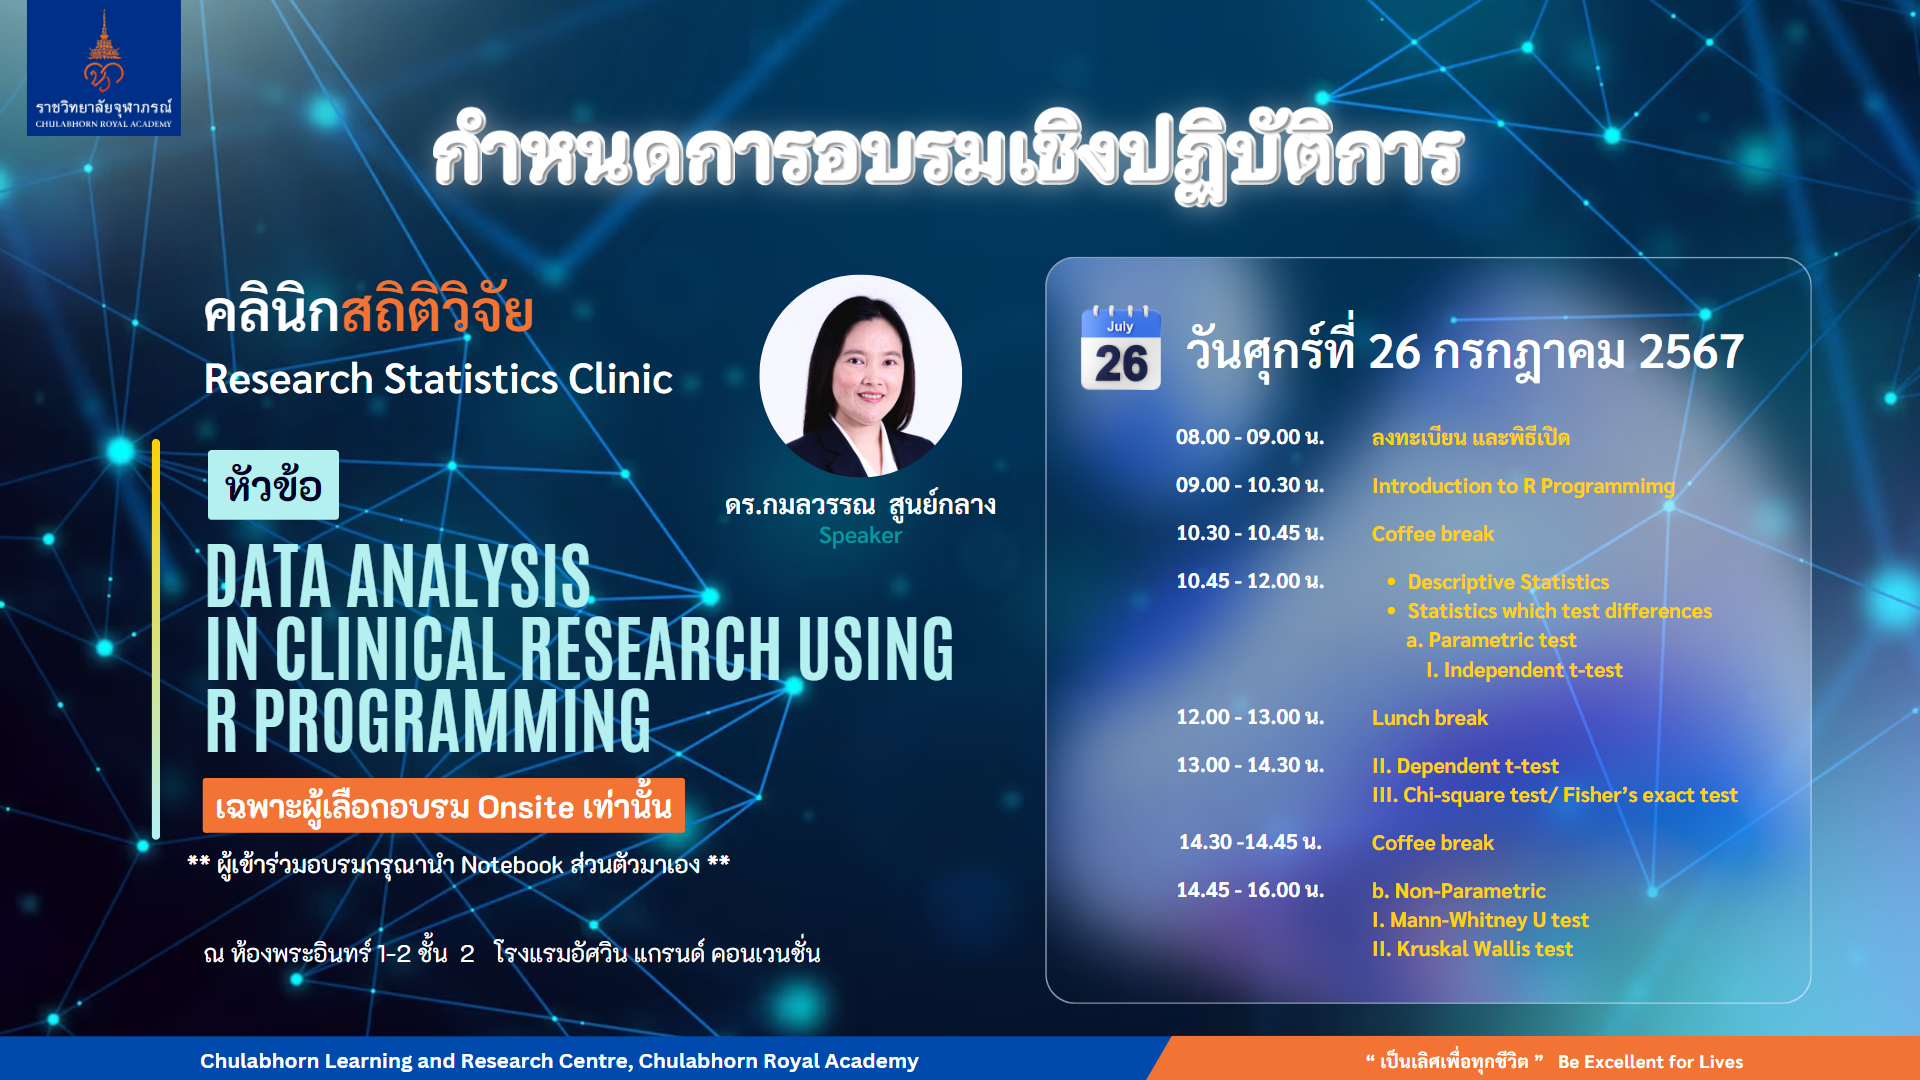 ราชวิทยาลัยจุฬาภรณ์
CHULABHORN ROYAL ACADEMY
กำหนดการอบรมเชิงปฏิบัติการ
คลินิกสถิติวิจัย
Research Statistics Clinic
หัวข้อ
DATA ANALYSIS
IN CLINICAL RESEARCH USING
R PROGRAMMING
เฉพาะผู้เลือกอบรม Onsite เท่านั้น
** ผู้เข้าร่วมอบรมกรุณานำ Notebook ส่วนตัวมาเอง **
ณ ห้องพระอินทร์ 1-2 ชั้น 2 โรงแรมอัศวิน แกรนด์ คอนเวนชั่น
ดร.กมลวรรณ สูนย์กลาง
Speaker
July
26
วันศุกร์ที่ 26 กรกฎาคม 2567
08.00 - 09.00 น. ลงทะเบียน และพิธีเปิด
09.00 - 10.30 น. Introduction to R Programmimg
10.30 - 10.45 น. Coffee break
10.45 - 12.00 น. • Descriptive Statistics
• Statistics which test differences
a. Parametric test
I. Independent t-test
12.00 - 13.00 น. Lunch break
13.00 - 14.30 น. II. Dependent t-test
III. Chi-square test/ Fisher’s exact test
14.30 -14.45 น. Coffee break
14.45 - 16.00 น. b. Non-Parametric
I. Mann-Whitney U test
II. Kruskal Wallis test
Chulabhorn Learning and Research Centre, Chulabhorn Royal Academy
“ เป็นเลิศเพื่อทุกชีวิต ” Be Excellent for Lives